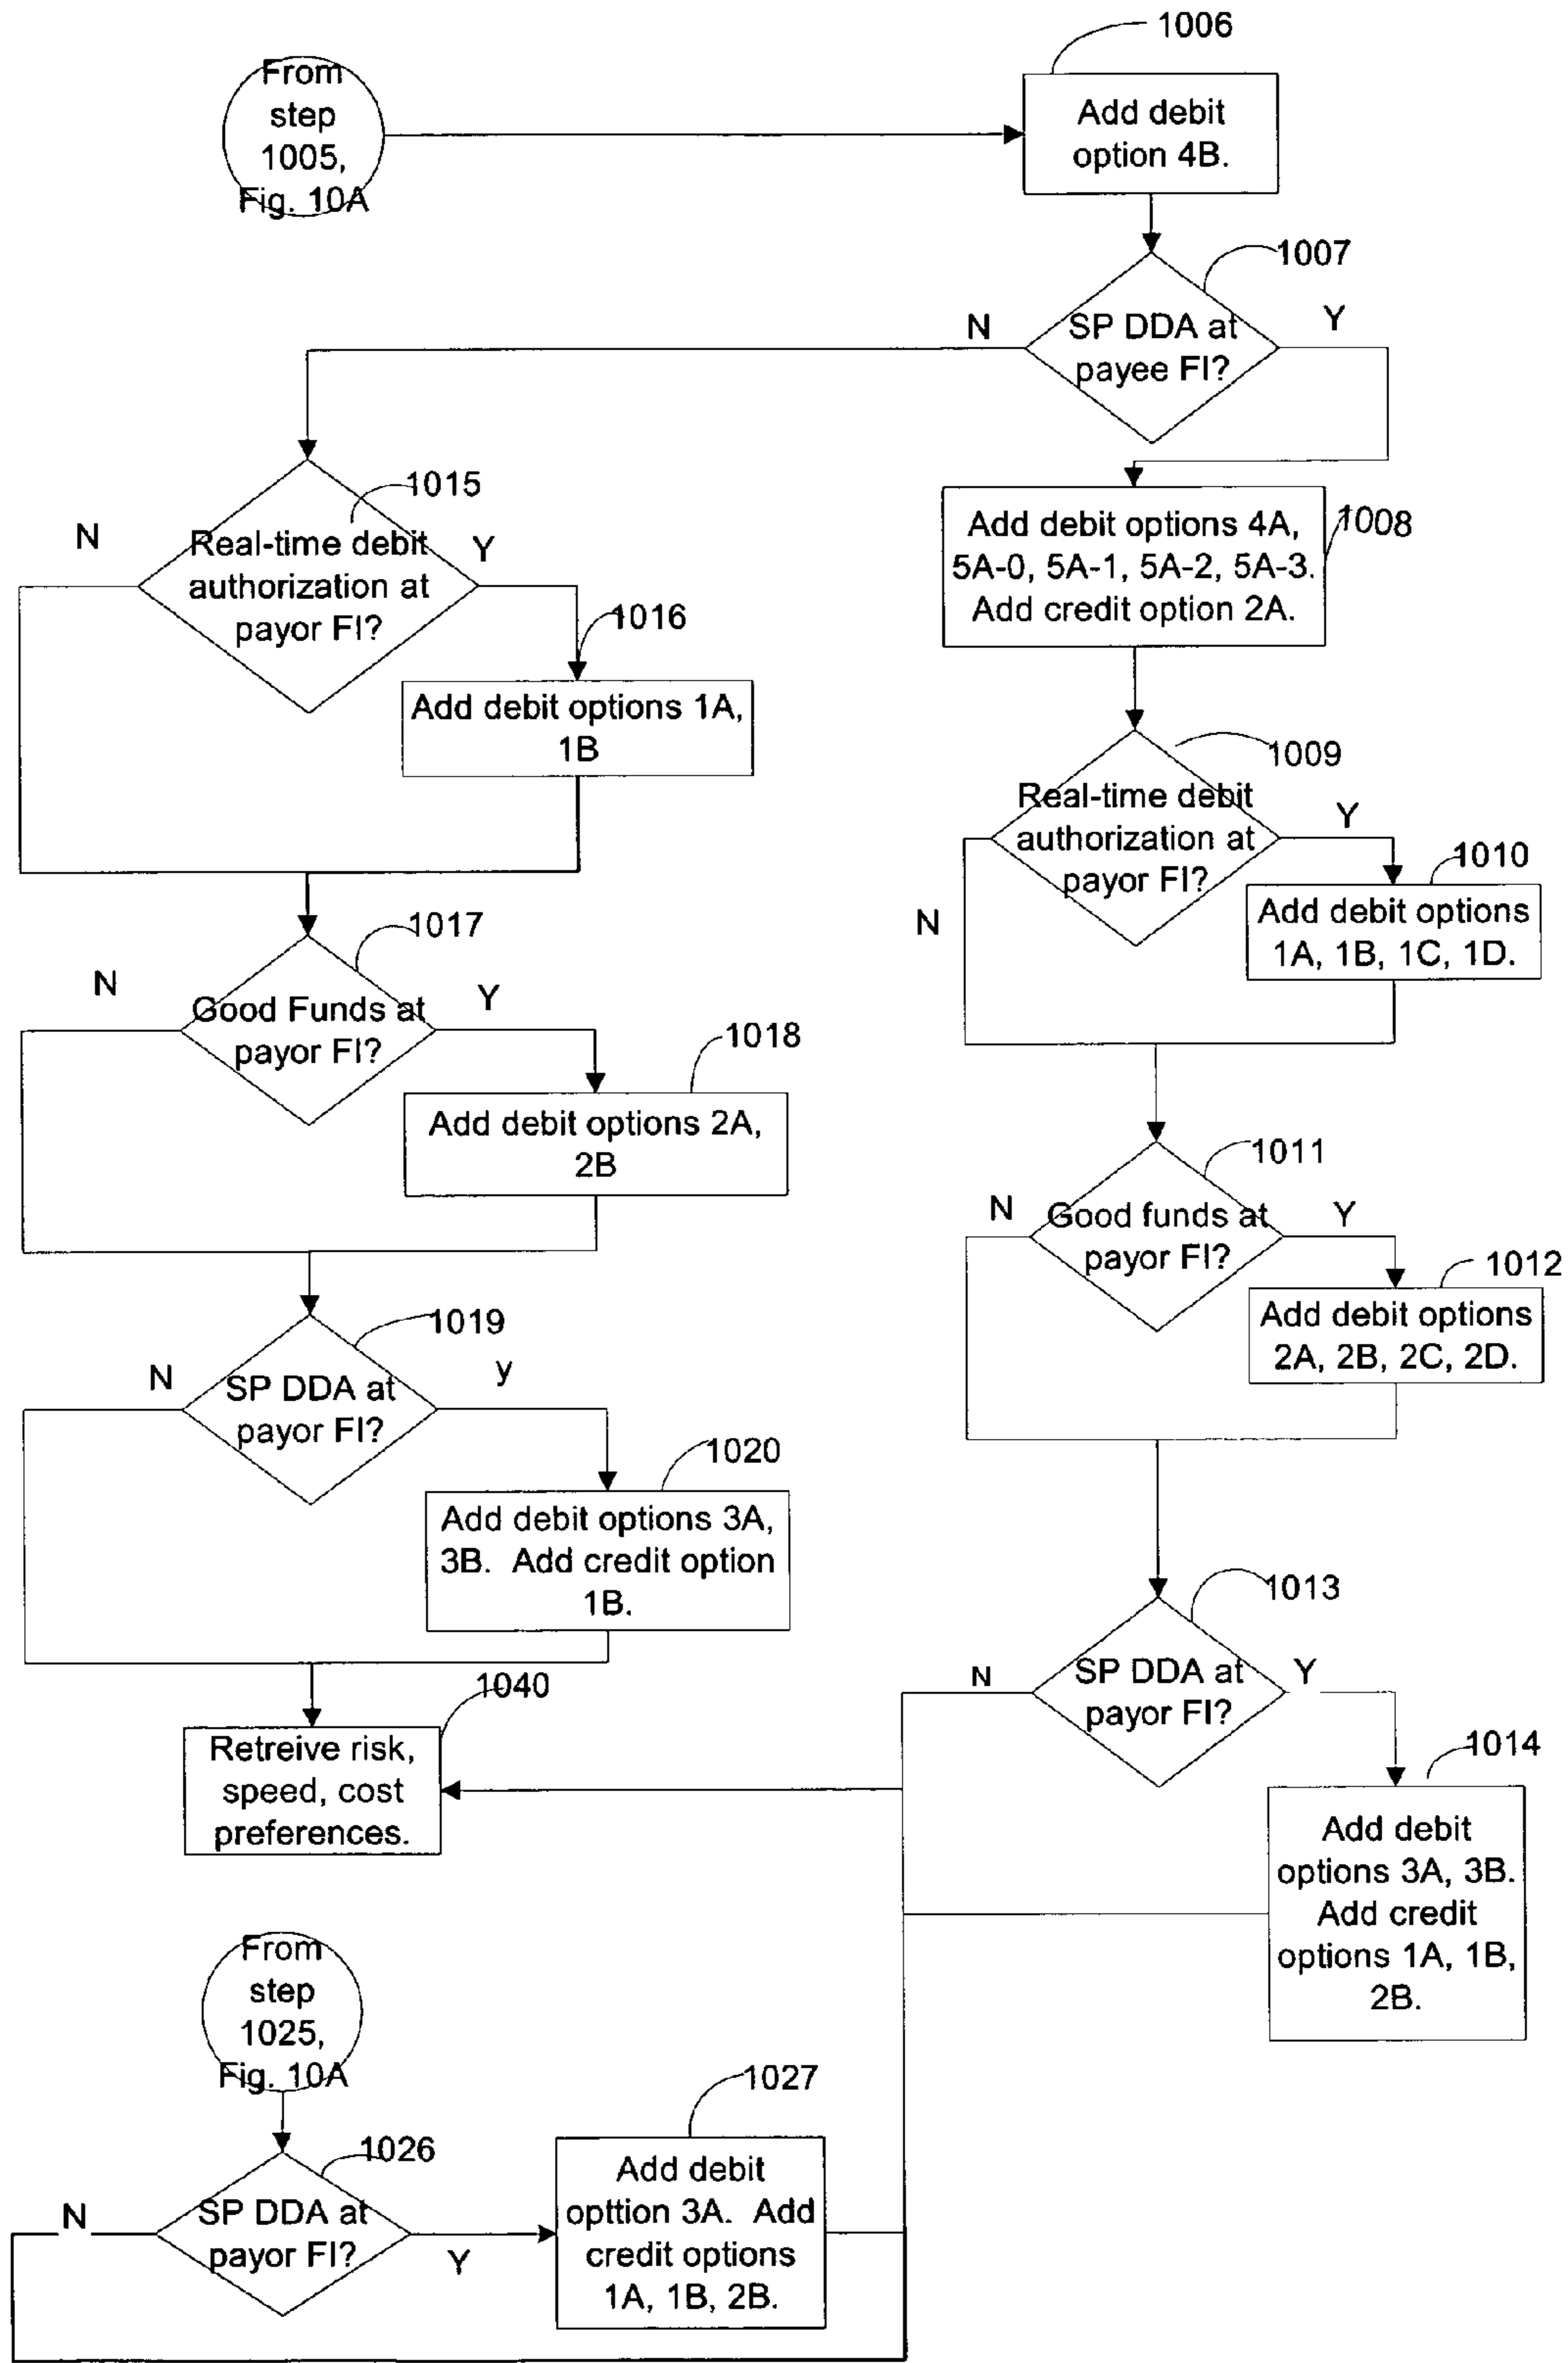 1006
From
step
1005,
Fig. 10A
Add debit
option 4B.
1007
N
SP DDA at
payee FI?
Y
1015
N
Real-time debit
authorization at
payor FI?
Y
1008
Add debit options 4A,
5A-0, 5A-1, 5A-2, 5A-3.
Add credit option 2A.
1016
Add debit options 1A,
1B
1009
Real-time debit
authorization at
payor FI?
Y
N
1010
Add debit options
1A, 1B, 1C, 1D.
1017
N
Good Funds at
payor FI?
Y
1018
Add debit options 2A,
2B
1011
N
Good funds at
payor FI?
Y
1012
Add debit options
2A, 2B, 2C, 2D.
1019
N
SP DDA at
payor FI?
y
1020
Add debit options 3A,
3B. Add credit option
1B.
1013
N
SP DDA at
payor FI?
Y
1040
Retreive risk,
speed, cost
preferences.
1014
Add debit
options 3A, 3B.
Add credit
options 1A, 1B,
2B.
From
step
1025,
Fig. 10A
1026
N
SP DDA at
payor FI?
Y
1027
Add debit
opttion 3A. Add
credit options
1A, 1B, 2B.